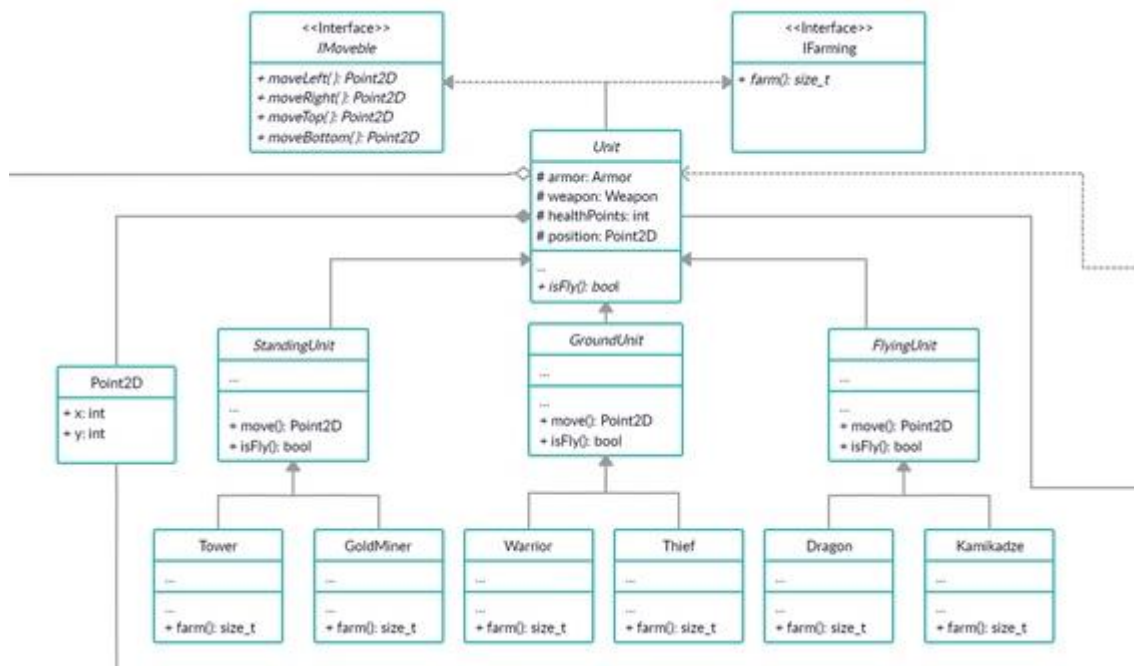 <<Interface>>
IMoveble
+ moveLeft( ): Point2D
+ moveRight( ): Point2D
+ moveTop( ): Point2D
+ moveBottom( ): Point2D
<<Interface>>
IFarming
+ farm(): size_t
Unit
# armor: Armor
# weapon: Weapon
# healthPoints: int
# position: Point2D
...
+ isFly(): bool
Point2D
+ x: int
+ y: int
StandingUnit
...
...
+ move(): Point2D
+ isFly(): bool
GroundUnit
...
...
+ move(): Point2D
+ isFly(): bool
FlyingUnit
...
...
+ move(): Point2D
+ isFly(): bool
Tower
...
...
+ farm(): size_t
GoldMiner
...
...
+ farm(): size_t
Warrior
...
...
+ farm(): size_t
Thief
...
...
+ farm(): size_t
Dragon
...
...
+ farm(): size_t
Kamikadze
...
...
+ farm(): size_t